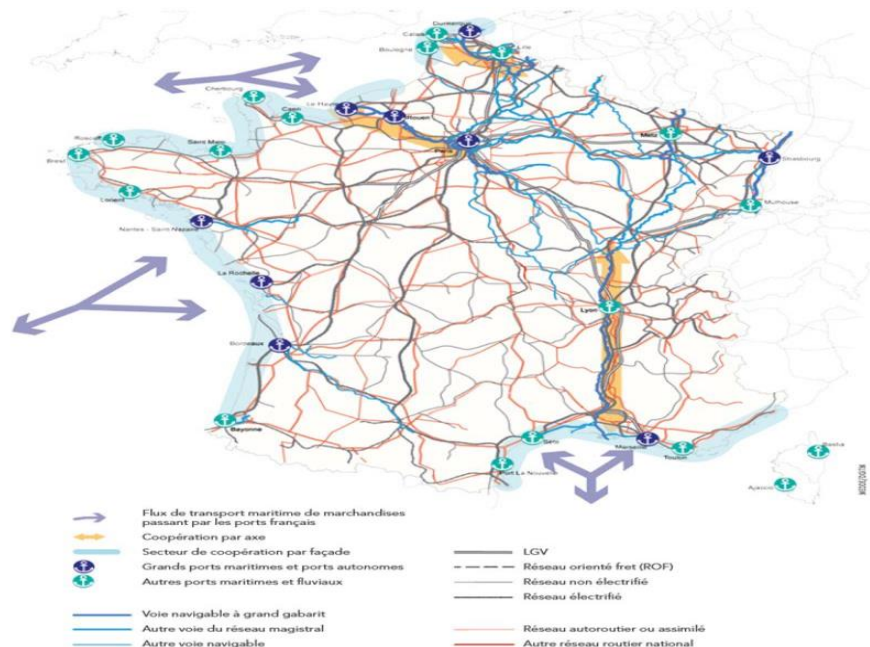 Dunkerque
Calais
Boulogne
Lille
Cherbourg
Le Havre
Caen
Rouen
Metz
Paris
Strasbourg
Roscoff
Saint Malo
Brest
Lorient
Mulhouse
Nantes - Saint-Nazaire
La Rochelle
Lyon
Bordeaux
Bayonne
Sète
Marseille
Toulon
Bastia
Port La Nouvelle
Ajaccio
Flux de transport maritime de marchandises
passant par les ports français
Coopération par axe
Secteur de coopération par façade
Grands ports maritimes et ports autonomes
Autres ports maritimes et fluviaux
Voie navigable à grand gabarit
Autre voie du réseau magistral
Autre voie navigable
LGV
Réseau orienté fret (ROF)
Réseau non électrifié
Réseau électrifié
Réseau autoroutier ou assimilé
Autre réseau routier national